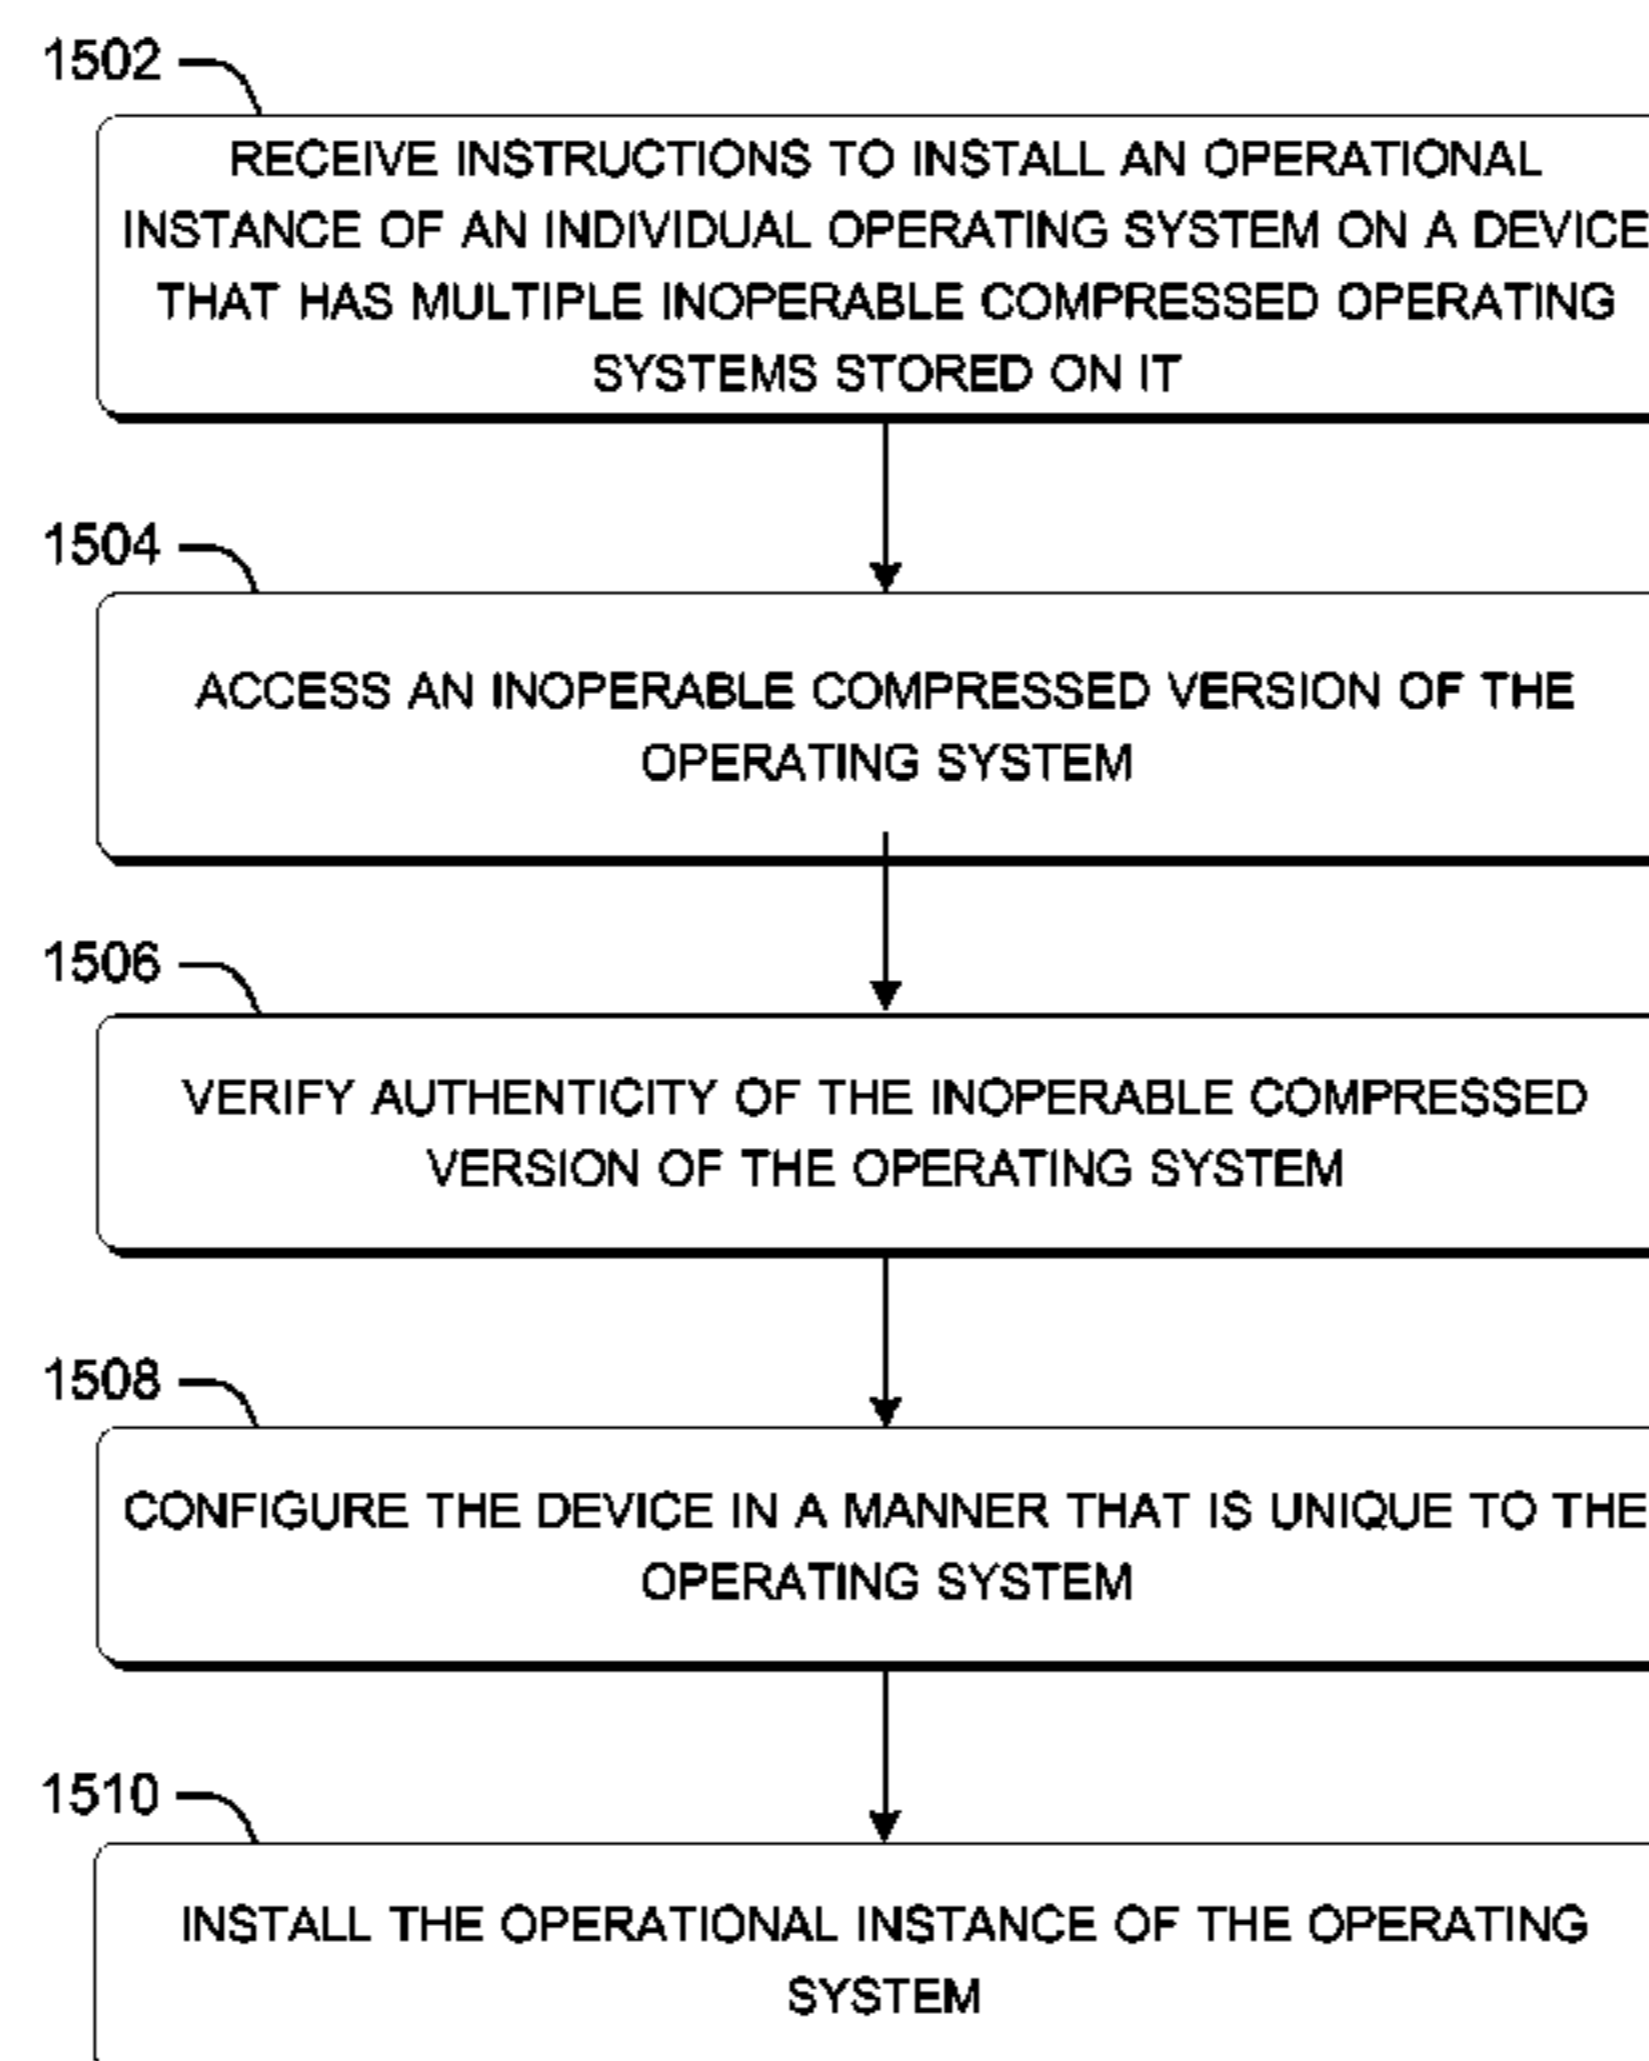 1502
RECEIVE INSTRUCTIONS TO INSTALL AN OPERATIONAL
INSTANCE OF AN INDIVIDUAL OPERATING SYSTEM ON A DEVICE
THAT HAS MULTIPLE INOPERABLE COMPRESSED OPERATING
SYSTEMS STORED ON IT
1504
ACCESS AN INOPERABLE COMPRESSED VERSION OF THE
OPERATING SYSTEM
1506
VERIFY AUTHENTICITY OF THE INOPERABLE COMPRESSED
VERSION OF THE OPERATING SYSTEM
1508
CONFIGURE THE DEVICE IN A MANNER THAT IS UNIQUE TO THE
OPERATING SYSTEM
1510
INSTALL THE OPERATIONAL INSTANCE OF THE OPERATING
SYSTEM